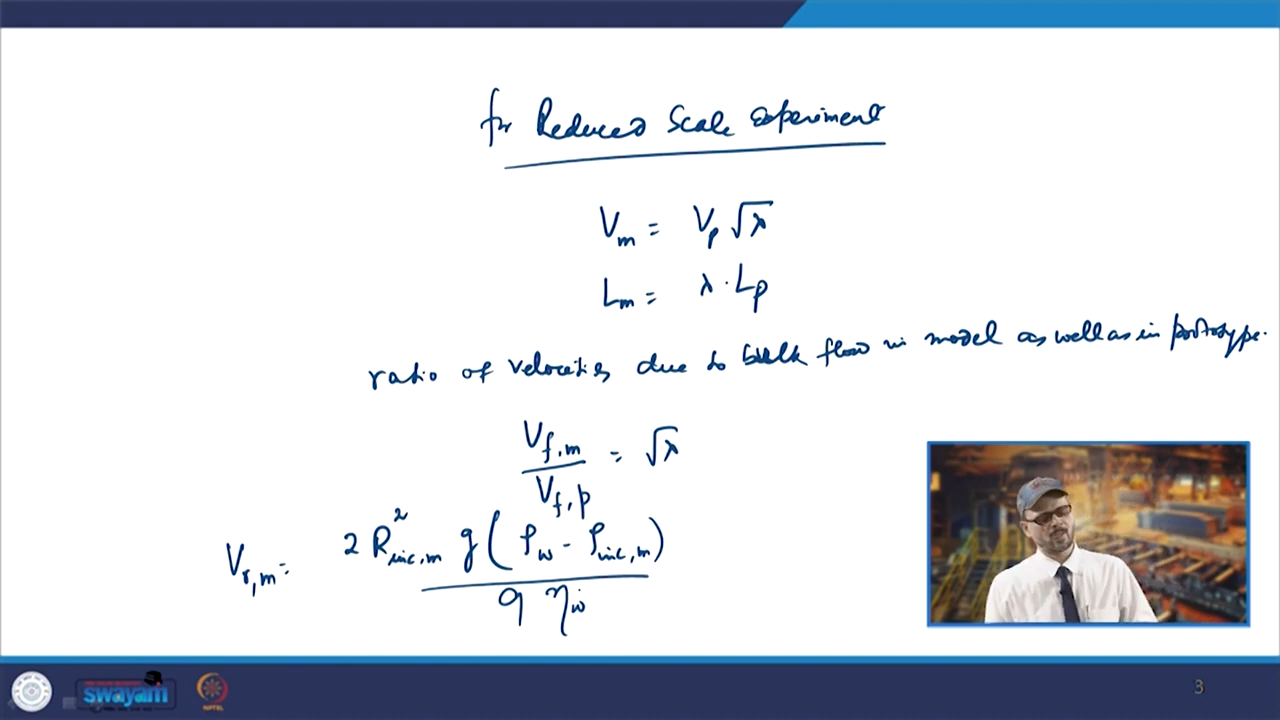 for Reduced Scale experiment
V_m = V_p √λ
L_m = λ · L_p
ratio of velocities due to bulk flow in model as well as in prototype.
V_f,m / V_f,p = √λ
V_r,m = 2 R²_inc,m g ( ρ_w - ρ_inc,m ) / 9 η_w
3
swayam
NPTEL